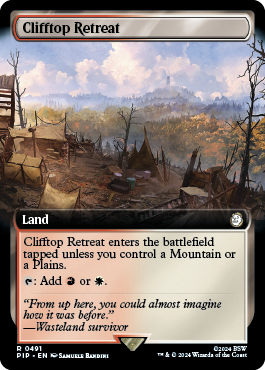 Clifftop Retreat
Land
Clifftop Retreat enters the battlefield
tapped unless you control a Mountain or
a Plains.
: Add or .
“From up here, you could almost imagine
how it was before.”
—Wasteland survivor
R 0491
PIP • EN Samuele Bandini
©2024 BSW
™ & © 2024 Wizards of the Coast